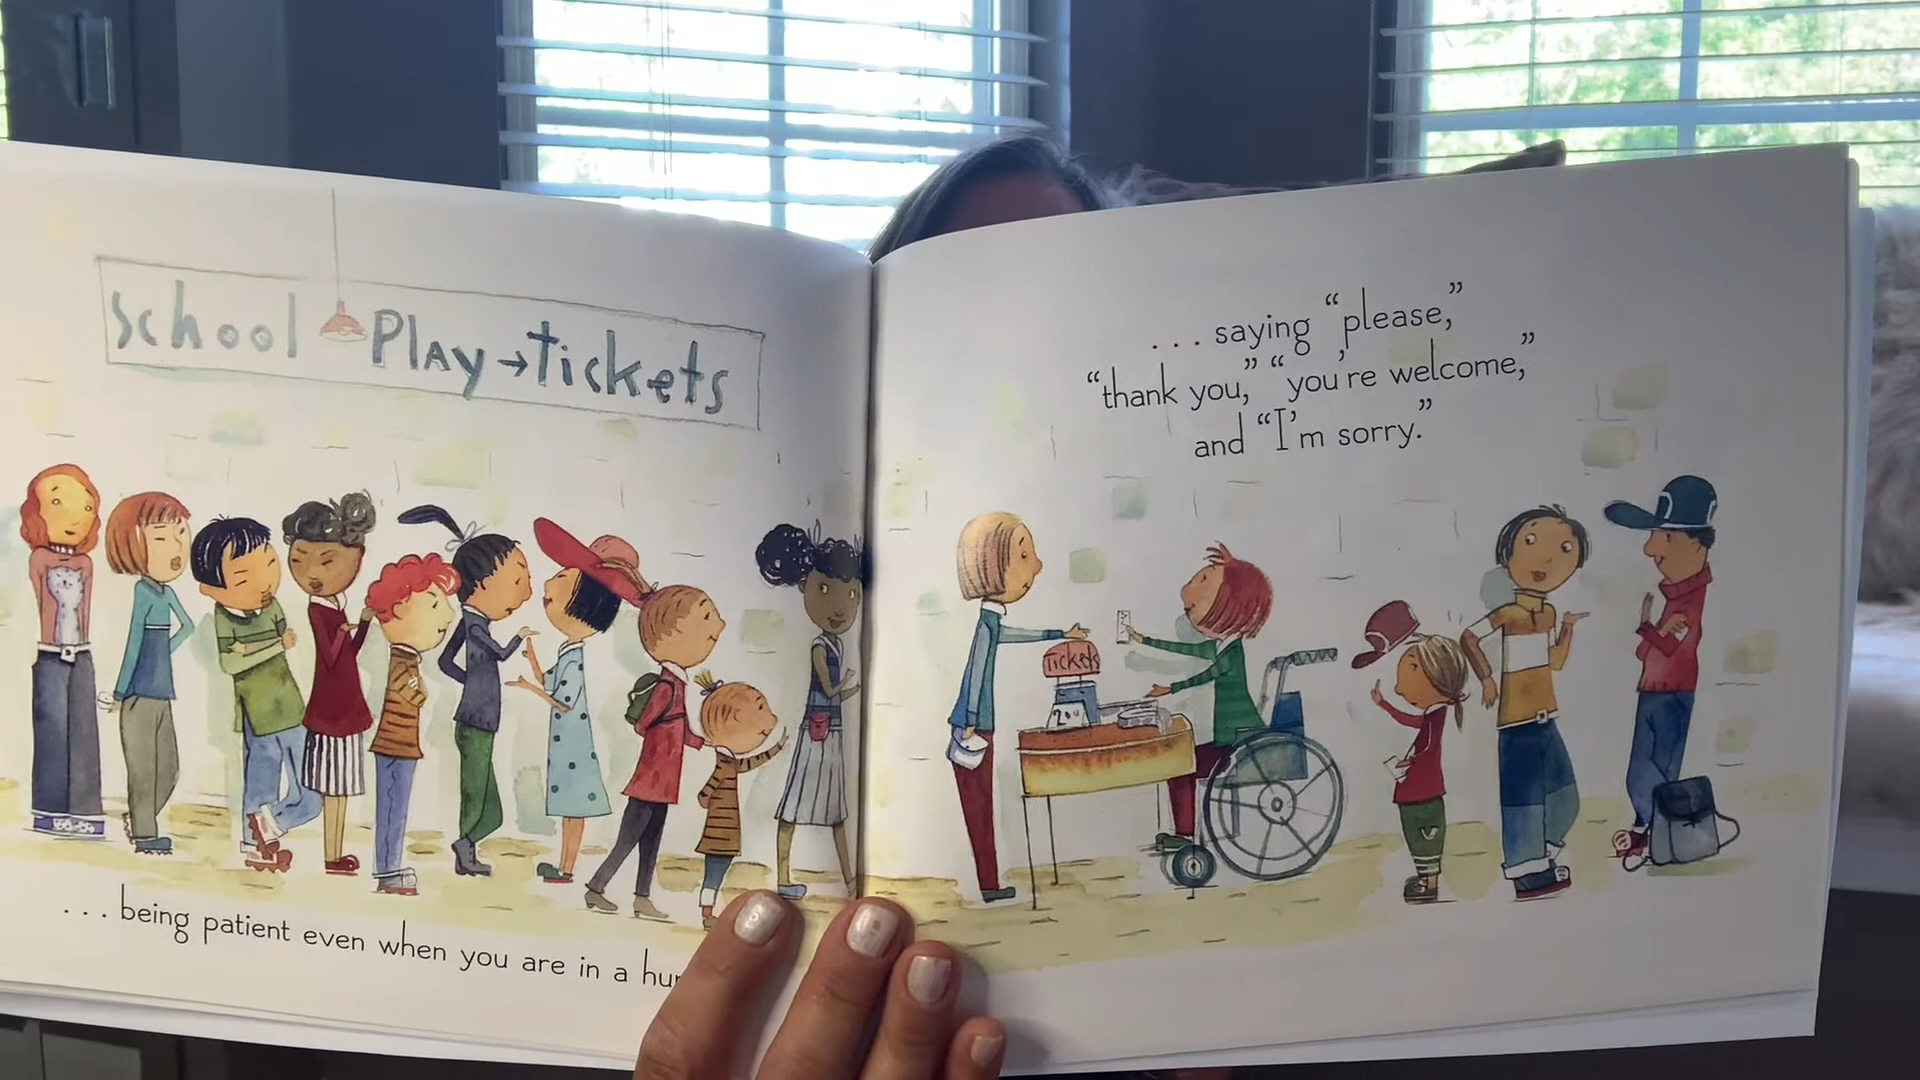 School Play→Tickets
. . . being patient even when you are in a
. . . saying “please,”
“thank you,” “you’re welcome,”
and “I’m sorry.”
Tickets